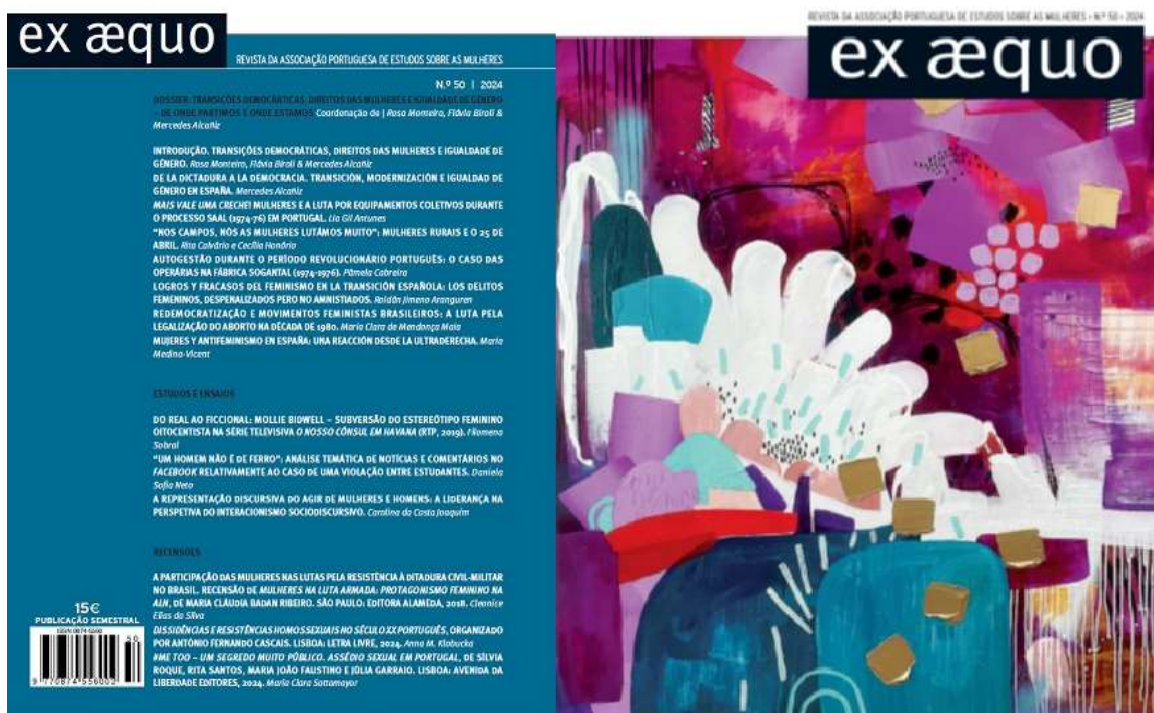 ex æquo
REVISTA DA ASSOCIAÇÃO PORTUGUESA DE ESTUDOS SOBRE AS MULHERES
N.º 50 | 2024
DOSSIER: TRANSIÇÕES DEMOCRÁTICAS, DIREITOS DAS MULHERES E IGUALDADE DE GÉNERO
– DE ONDE PARTIMOS E ONDE ESTAMOS Coordenação de | Rosa Monteiro, Flávia Biroli &
Mercedes Alcañiz
INTRODUÇÃO. TRANSIÇÕES DEMOCRÁTICAS, DIREITOS DAS MULHERES E IGUALDADE DE
GÉNERO. Rosa Monteiro, Flávia Biroli & Mercedes Alcañiz
DE LA DICTADURA A LA DEMOCRACIA. TRANSICIÓN, MODERNIZACIÓN E IGUALDAD DE
GÉNERO EN ESPAÑA. Mercedes Alcañiz
MAIS VALE UMA CRECHE! MULHERES E A LUTA POR EQUIPAMENTOS COLETIVOS DURANTE
O PROCESSO SAAL (1974-76) EM PORTUGAL. Lia Gil Antunes
"NOS CAMPOS, NÓS AS MULHERES LUTÁMOS MUITO": MULHERES RURAIS E O 25 DE
ABRIL. Rita Calvário e Cecília Honório
AUTOGESTÃO DURANTE O PERÍODO REVOLUCIONÁRIO PORTUGUÊS: O CASO DAS
OPERÁRIAS NA FÁBRICA SOGANTAL (1974-1976). Pâmela Cabreira
LOGROS Y FRACASOS DEL FEMINISMO EN LA TRANSICIÓN ESPAÑOLA: LOS DELITOS
FEMENINOS, DESPENALIZADOS PERO NO AMNISTIADOS. Roldán Jimeno Aranguren
REDEMOCRATIZAÇÃO E MOVIMENTOS FEMINISTAS BRASILEIROS: A LUTA PELA
LEGALIZAÇÃO DO ABORTO NA DÉCADA DE 1980. Maria Clara de Mendonça Maia
MUJERES Y ANTIFEMINISMO EN ESPAÑA: UNA REACCIÓN DESDE LA ULTRADERECHA. Maria
Medina-Vicent
ESTUDOS E ENSAIOS
DO REAL AO FICCIONAL: MOLLIE BIDWELL – SUBVERSÃO DO ESTEREÓTIPO FEMININO
OITOCENTISTA NA SÉRIE TELEVISIVA O NOSSO CÔNSUL EM HAVANA (RTP, 2019). Filomena
Sobral
"UM HOMEM NÃO É DE FERRO": ANÁLISE TEMÁTICA DE NOTÍCIAS E COMENTÁRIOS NO
FACEBOOK RELATIVAMENTE AO CASO DE UMA VIOLAÇÃO ENTRE ESTUDANTES. Daniela
Sofia Neto
A REPRESENTAÇÃO DISCURSIVA DO AGIR DE MULHERES E HOMENS: A LIDERANÇA NA
PERSPETIVA DO INTERACIONISMO SOCIODISCURSIVO. Carolina da Costa Joaquim
RECENSÕES
A PARTICIPAÇÃO DAS MULHERES NAS LUTAS PELA RESISTÊNCIA À DITADURA CIVIL-MILITAR
NO BRASIL. RECENSÃO DE MULHERES NA LUTA ARMADA: PROTAGONISMO FEMININO NA
ALN, DE MARIA CLÁUDIA BADAN RIBEIRO. SÃO PAULO: EDITORA ALAMEDA, 2018. Cleonice
Elias da Silva
DISSIDÊNCIAS E RESISTÊNCIAS HOMOSSEXUAIS NO SÉCULO XX PORTUGUÊS, ORGANIZADO
POR ANTÓNIO FERNANDO CASCAIS. LISBOA: LETRA LIVRE, 2024. Anna M. Klobucka
#ME TOO – UM SEGREDO MUITO PÚBLICO. ASSÉDIO SEXUAL EM PORTUGAL, DE SÍLVIA
ROQUE, RITA SANTOS, MARIA JOÃO FAUSTINO E JÚLIA GARRAIO. LISBOA: AVENIDA DA
LIBERDADE EDITORES, 2024. Maria Clara Sottomayor
15€
PUBLICAÇÃO SEMESTRAL
ISSN 0874-5560
50
9 770874 556002
REVISTA DA ASSOCIAÇÃO PORTUGUESA DE ESTUDOS SOBRE AS MULHERES • N.º 50 • 2024
ex æquo